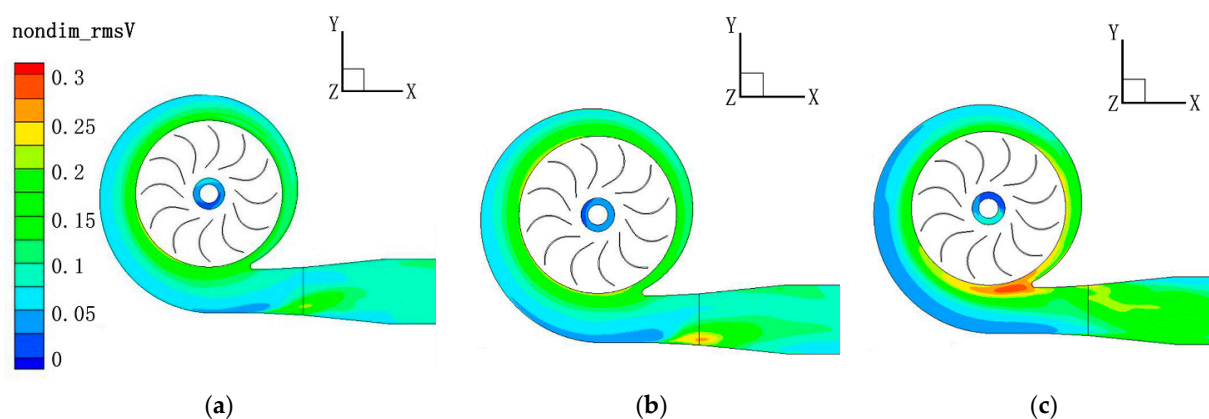 nondim_rmsV
0.3
0.25
0.2
0.15
0.1
0.05
0
Y
Z X
Y
Z X
Y
Z X
(a) (b) (c)